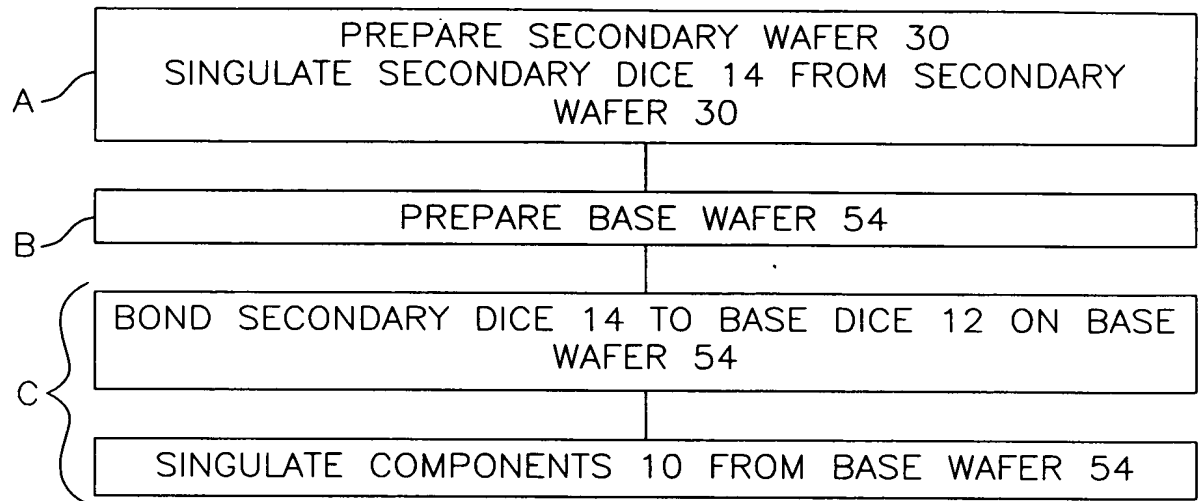 PREPARE SECONDARY WAFER 30
SINGULATE SECONDARY DICE 14 FROM SECONDARY
WAFER 30
A
PREPARE BASE WAFER 54
B
BOND SECONDARY DICE 14 TO BASE DICE 12 ON BASE
WAFER 54
C
SINGULATE COMPONENTS 10 FROM BASE WAFER 54